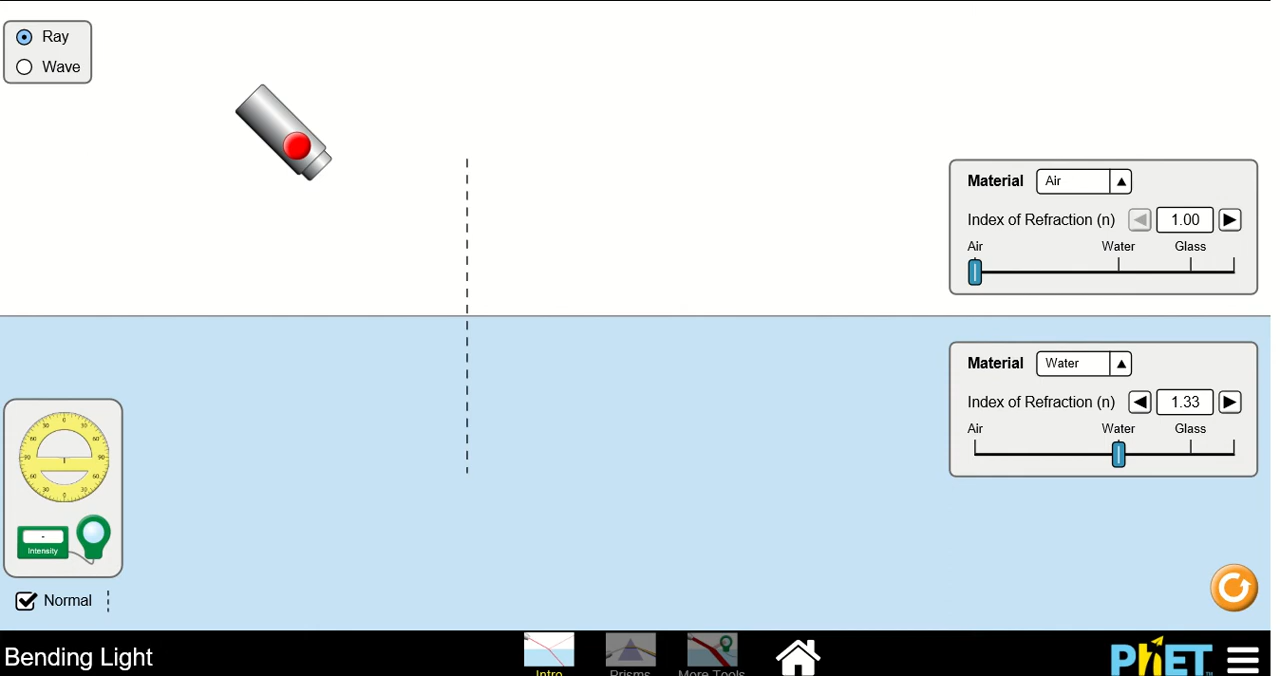 Ray
Wave
Material Air
Index of Refraction (n) 1.00
Air Water Glass
Material Water
Index of Refraction (n) 1.33
Air Water Glass
Intensity
Normal
Bending Light
Intro Prisms More Tools
PhET